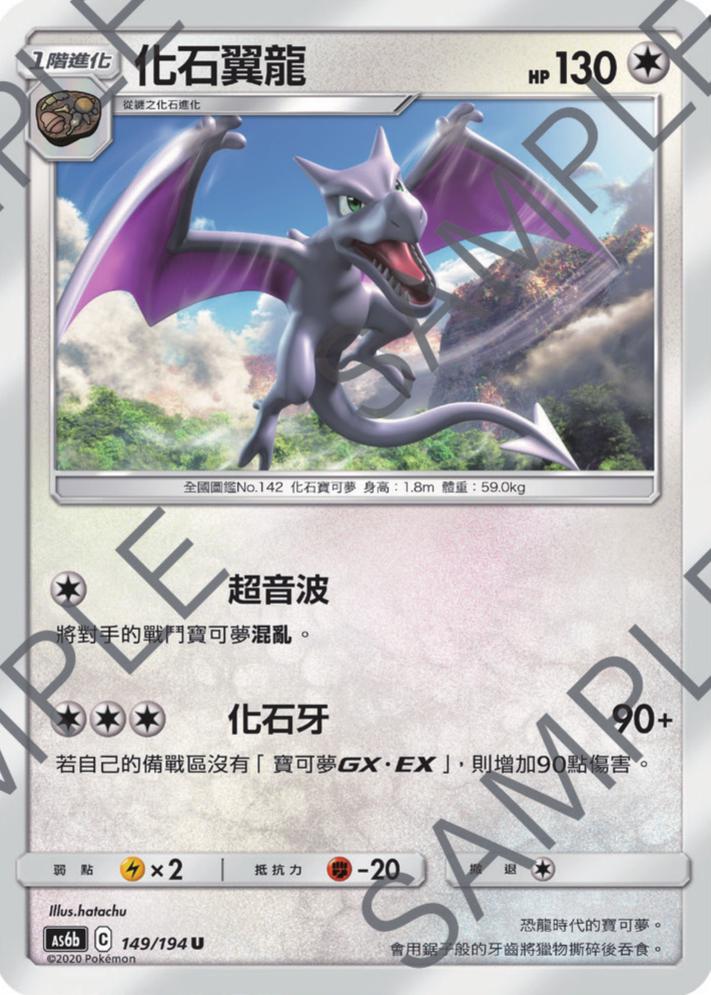 1階進化
化石翼龍
HP 130
從謎之化石進化
全國圖鑑No.142 化石寶可夢 身高：1.8m 體重：59.0kg
超音波
將對手的戰鬥寶可夢混亂。
化石牙 90+
若自己的備戰區沒有「寶可夢GX・EX」，則增加90點傷害。
弱點 ×2 抵抗力 -20 撤退
Illus.hatachu
恐龍時代的寶可夢。
AS6b C 149/194 U
會用鋸子般的牙齒將獵物撕碎後吞食。
©2020 Pokémon
SAMPLE
SAMPLE
SAMPLE
SAMPLE